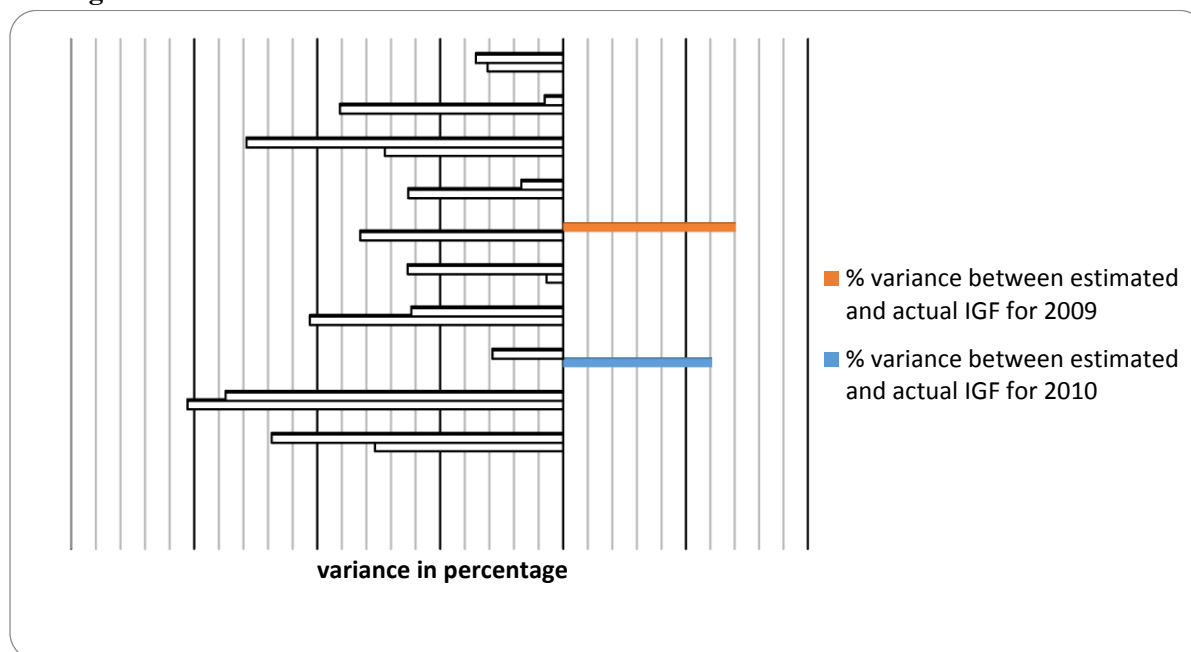 variance in percentage
% variance between estimated
and actual IGF for 2009
% variance between estimated
and actual IGF for 2010